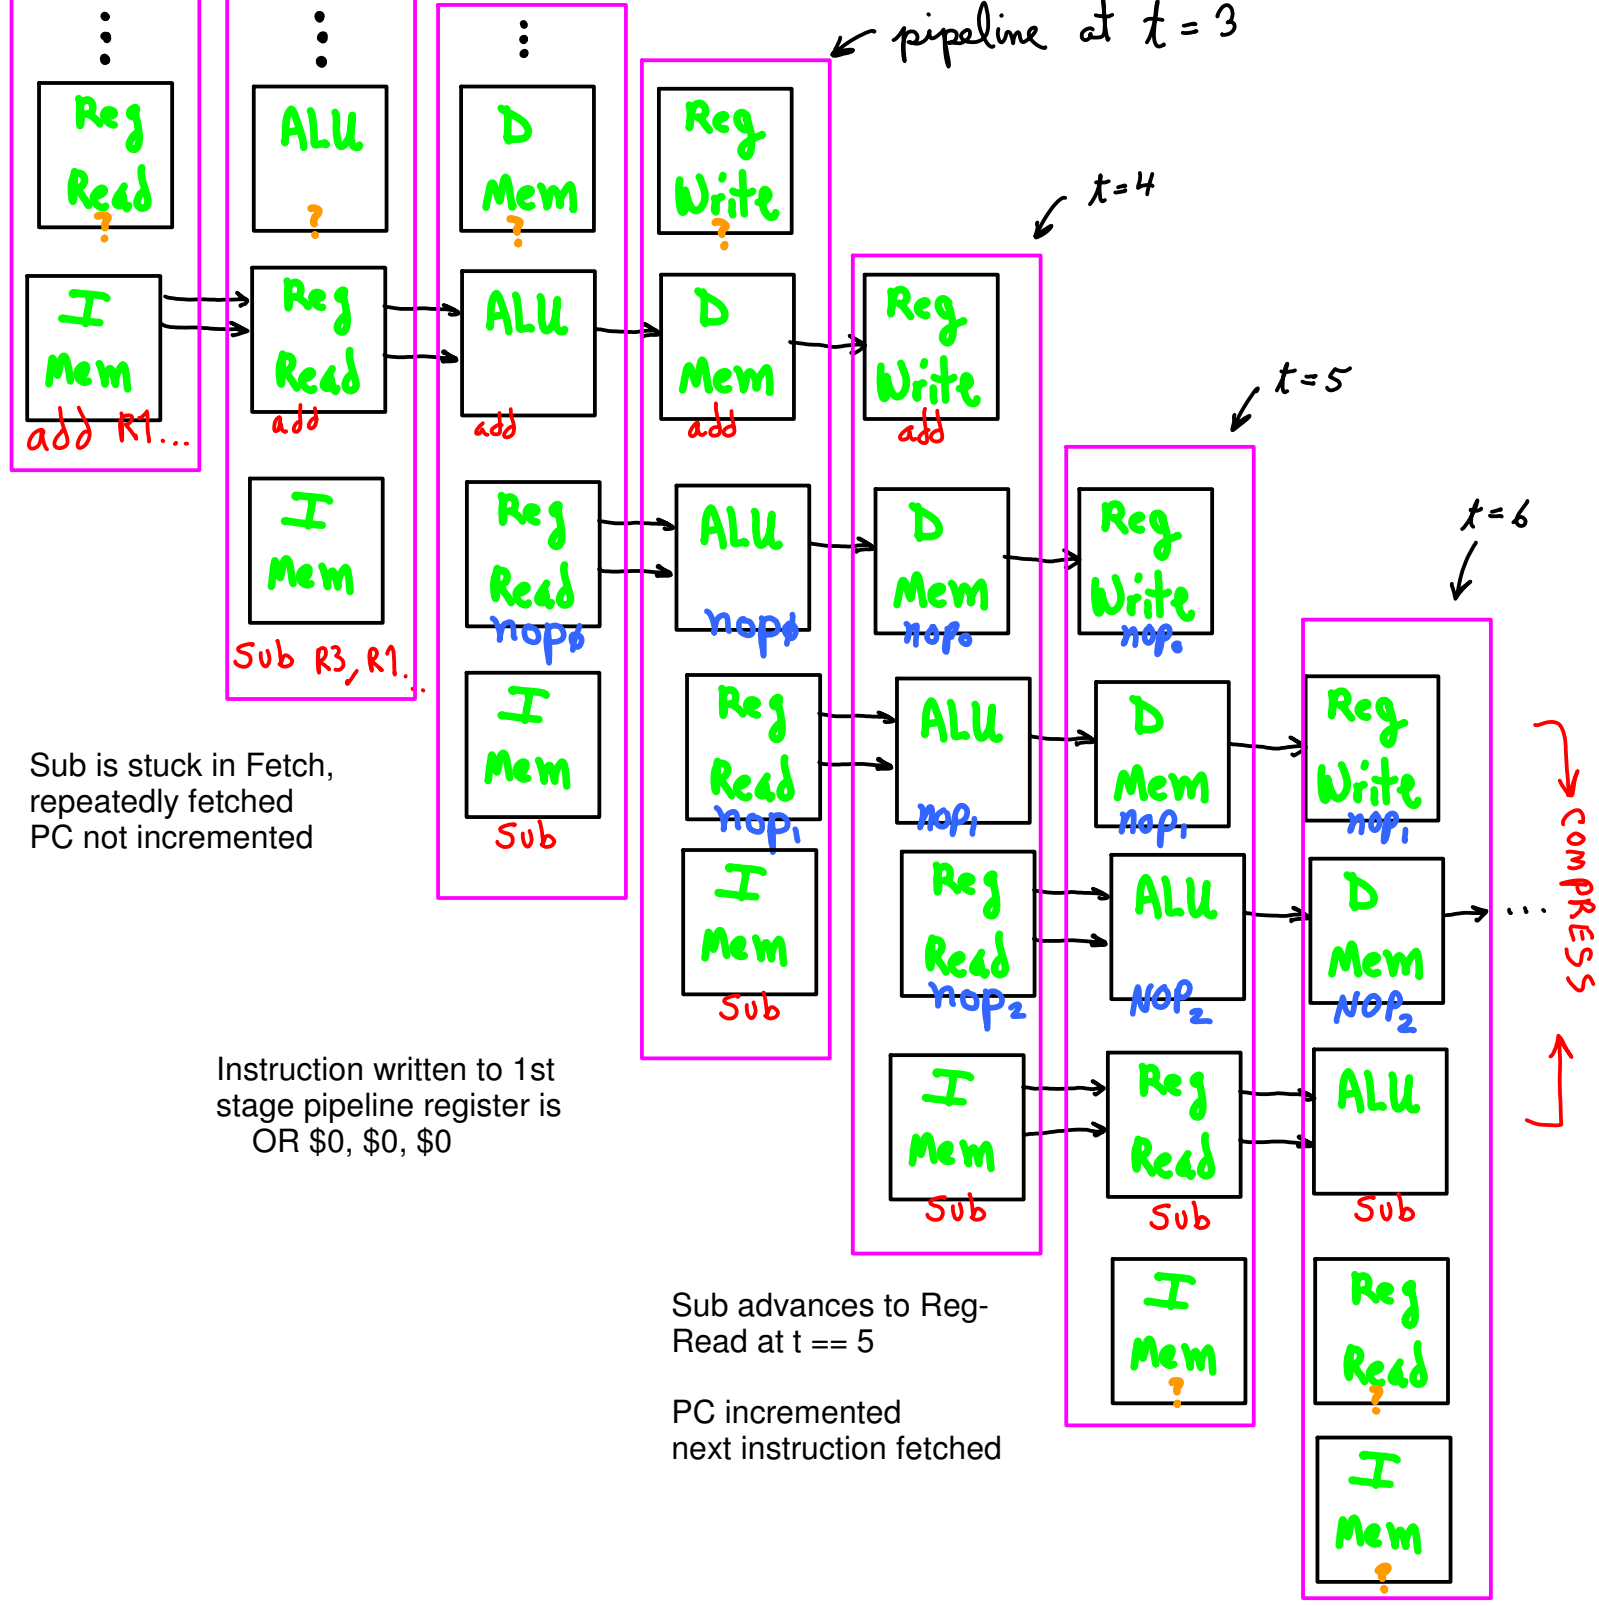 pipeline at t = 3
Reg
Read
?
ALU
?
D
Mem
?
Reg
Write
?
t=4
I
Mem
add R1...
Reg
Read
add
ALU
add
D
Mem
add
Reg
Write
add
t=5
I
Mem
Sub R3, R1...
Reg
Read
nopø
ALU
nopø
D
Mem
nop₀
Reg
Write
nop₀
t=6
I
Mem
Sub
Reg
Read
nop₁
ALU
nop₁
D
Mem
nop₁
Reg
Write
nop₁
COMPRESS
Sub is stuck in Fetch,
repeatedly fetched
PC not incremented
I
Mem
Sub
Reg
Read
nop₂
ALU
NOP₂
D
Mem
NOP₂
...
Instruction written to 1st
stage pipeline register is
OR $0, $0, $0
I
Mem
Sub
Reg
Read
Sub
ALU
Sub
Sub advances to Reg-
Read at t == 5
PC incremented
next instruction fetched
I
Mem
?
Reg
Read
?
I
Mem
?